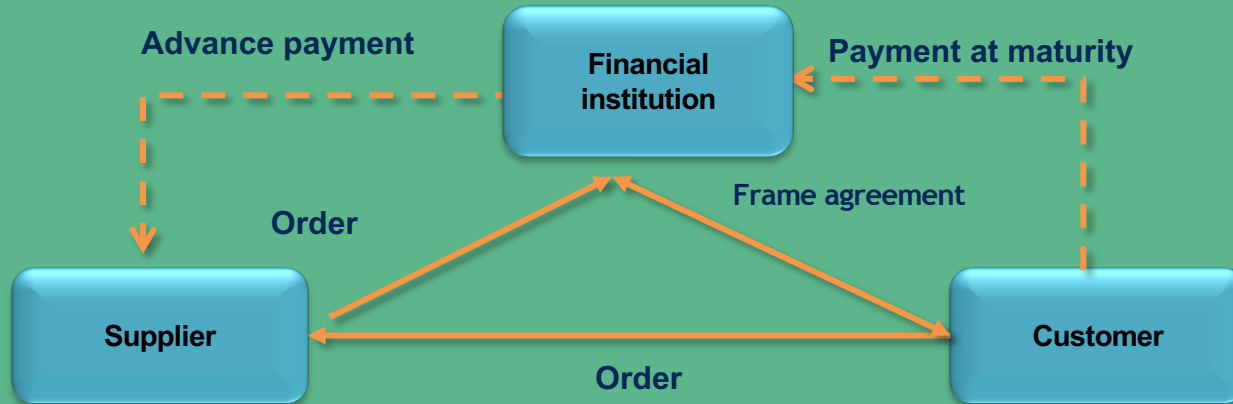 Advance payment
Financial
institution
Payment at maturity
Order
Frame agreement
Supplier
Customer
Order